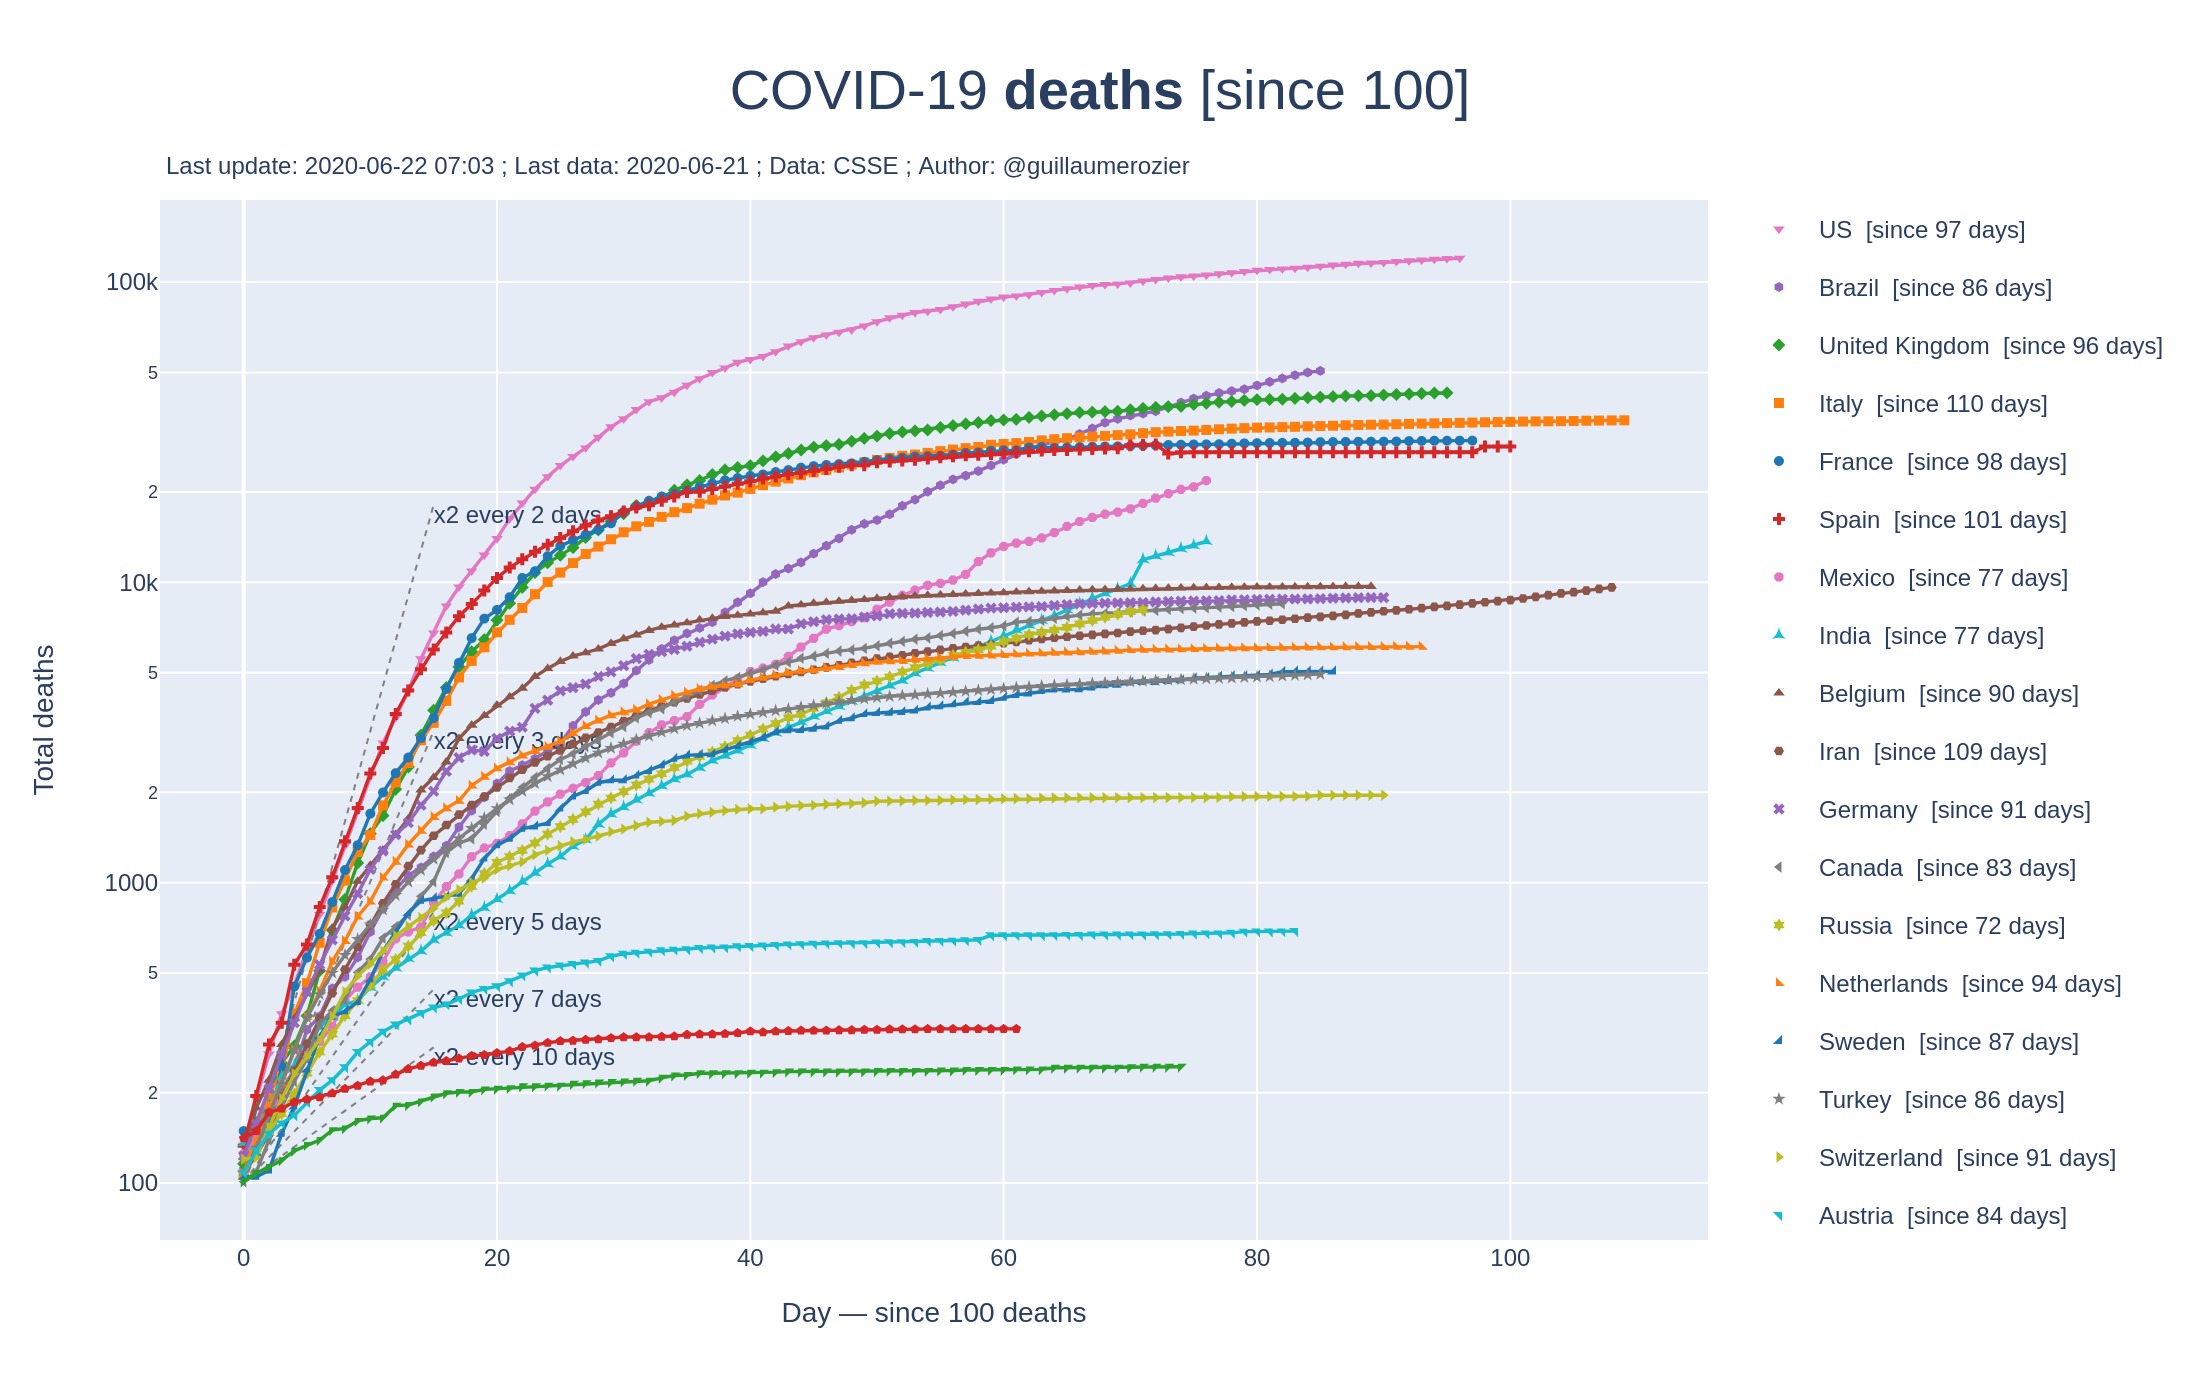 COVID-19 deaths [since 100]
Last update: 2020-06-22 07:03 ; Last data: 2020-06-21 ; Data: CSSE ; Author: @guillaumerozier
Total deaths
100k
5
2
10k
5
2
1000
5
2
100
x2 every 2 days
x2 every 3 days
x2 every 5 days
x2 every 7 days
x2 every 10 days
0 20 40 60 80 100
Day — since 100 deaths
US [since 97 days]
Brazil [since 86 days]
United Kingdom [since 96 days]
Italy [since 110 days]
France [since 98 days]
Spain [since 101 days]
Mexico [since 77 days]
India [since 77 days]
Belgium [since 90 days]
Iran [since 109 days]
Germany [since 91 days]
Canada [since 83 days]
Russia [since 72 days]
Netherlands [since 94 days]
Sweden [since 87 days]
Turkey [since 86 days]
Switzerland [since 91 days]
Austria [since 84 days]